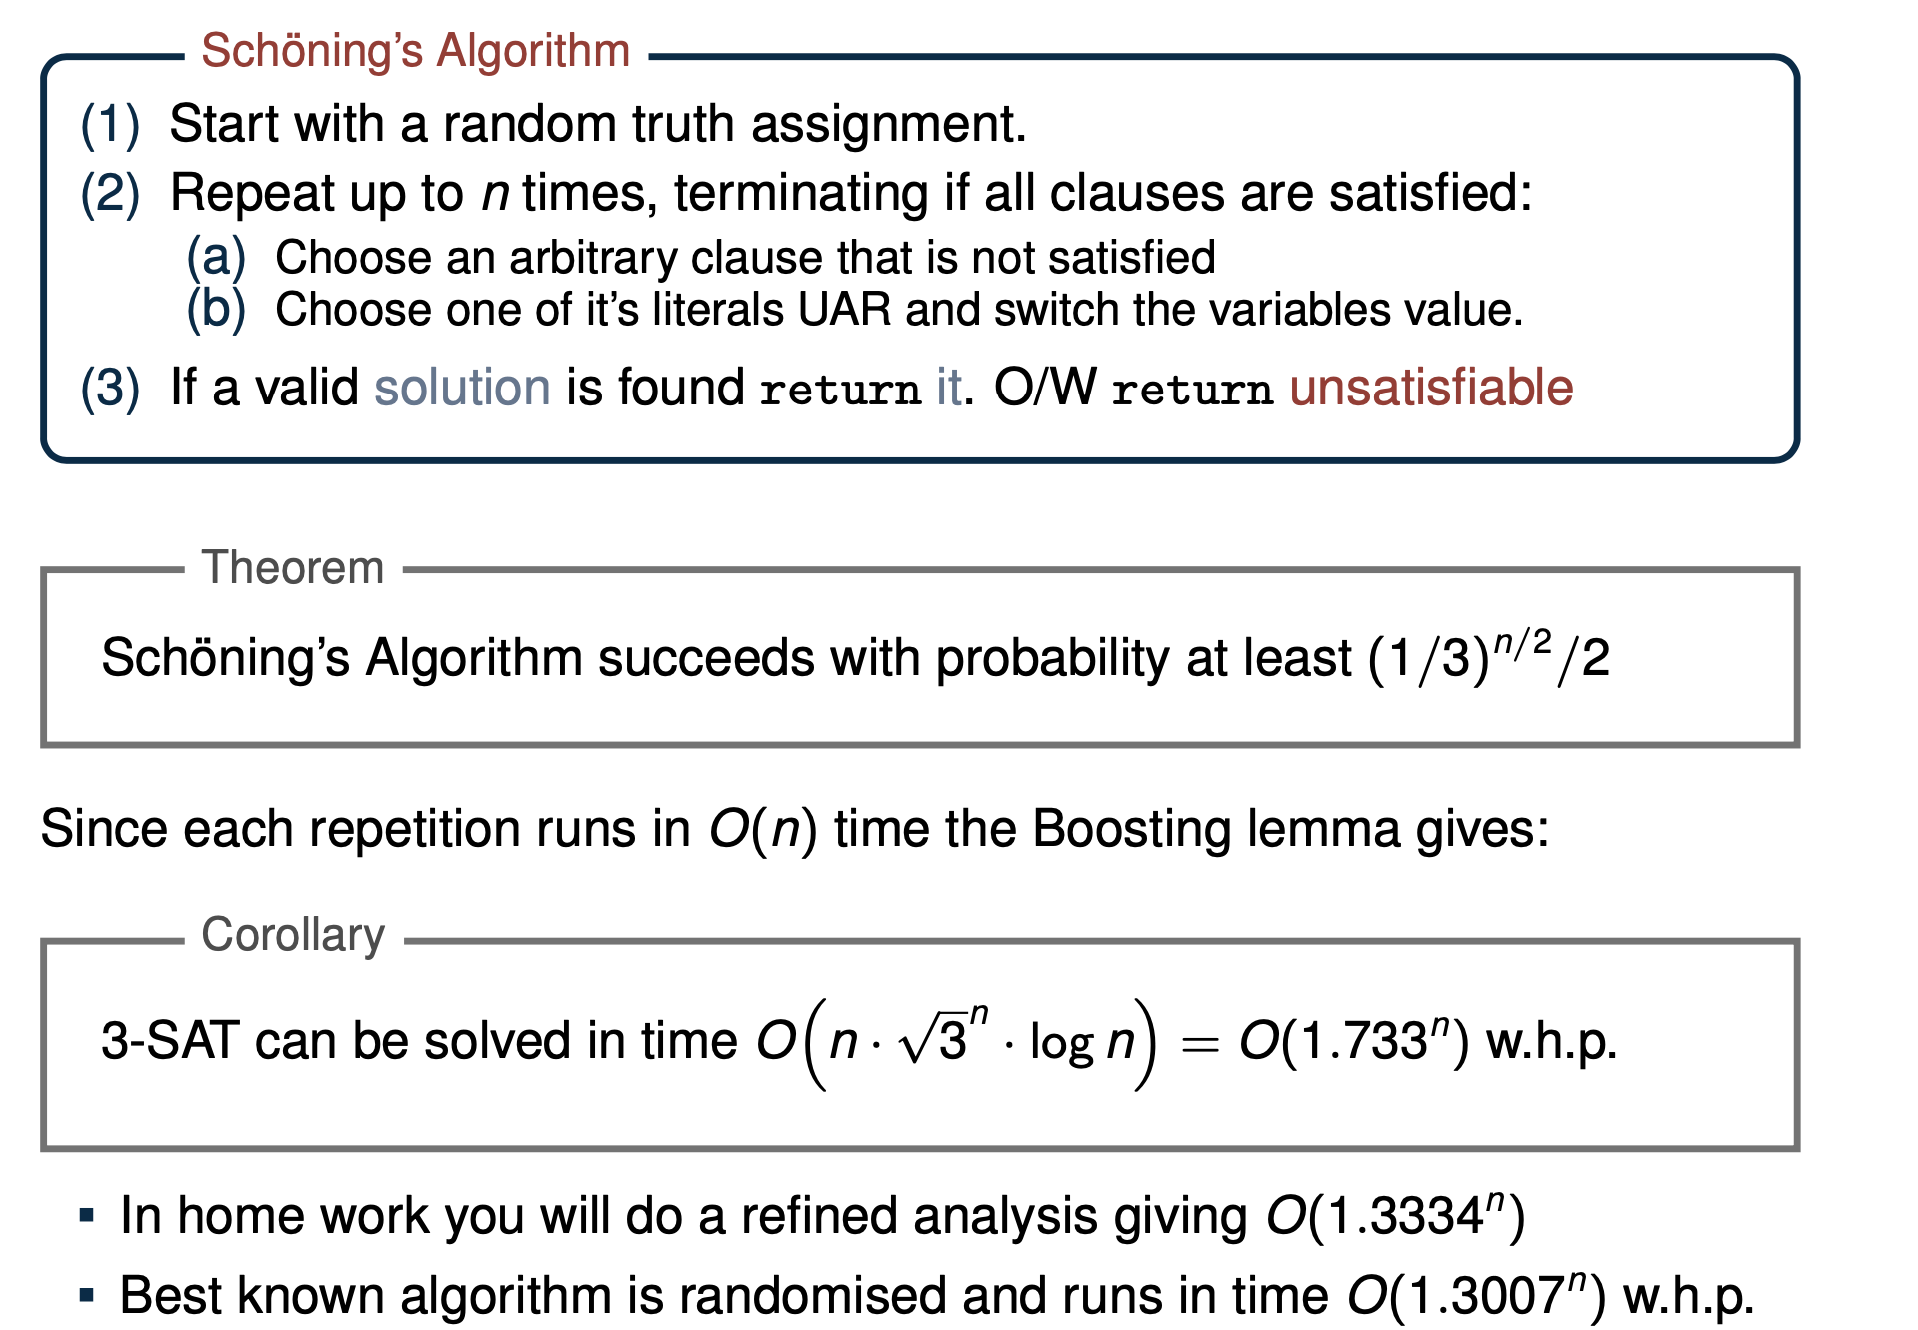 Schöning's Algorithm
(1) Start with a random truth assignment.
(2) Repeat up to n times, terminating if all clauses are satisfied:
(a) Choose an arbitrary clause that is not satisfied
(b) Choose one of it's literals UAR and switch the variables value.
(3) If a valid solution is found return it. O/W return unsatisfiable
Theorem
Schöning's Algorithm succeeds with probability at least (1/3)^{n/2}/2
Since each repetition runs in O(n) time the Boosting lemma gives:
Corollary
3-SAT can be solved in time O(n · √3^n · log n) = O(1.733^n) w.h.p.
▪ In home work you will do a refined analysis giving O(1.3334^n)
▪ Best known algorithm is randomised and runs in time O(1.3007^n) w.h.p.